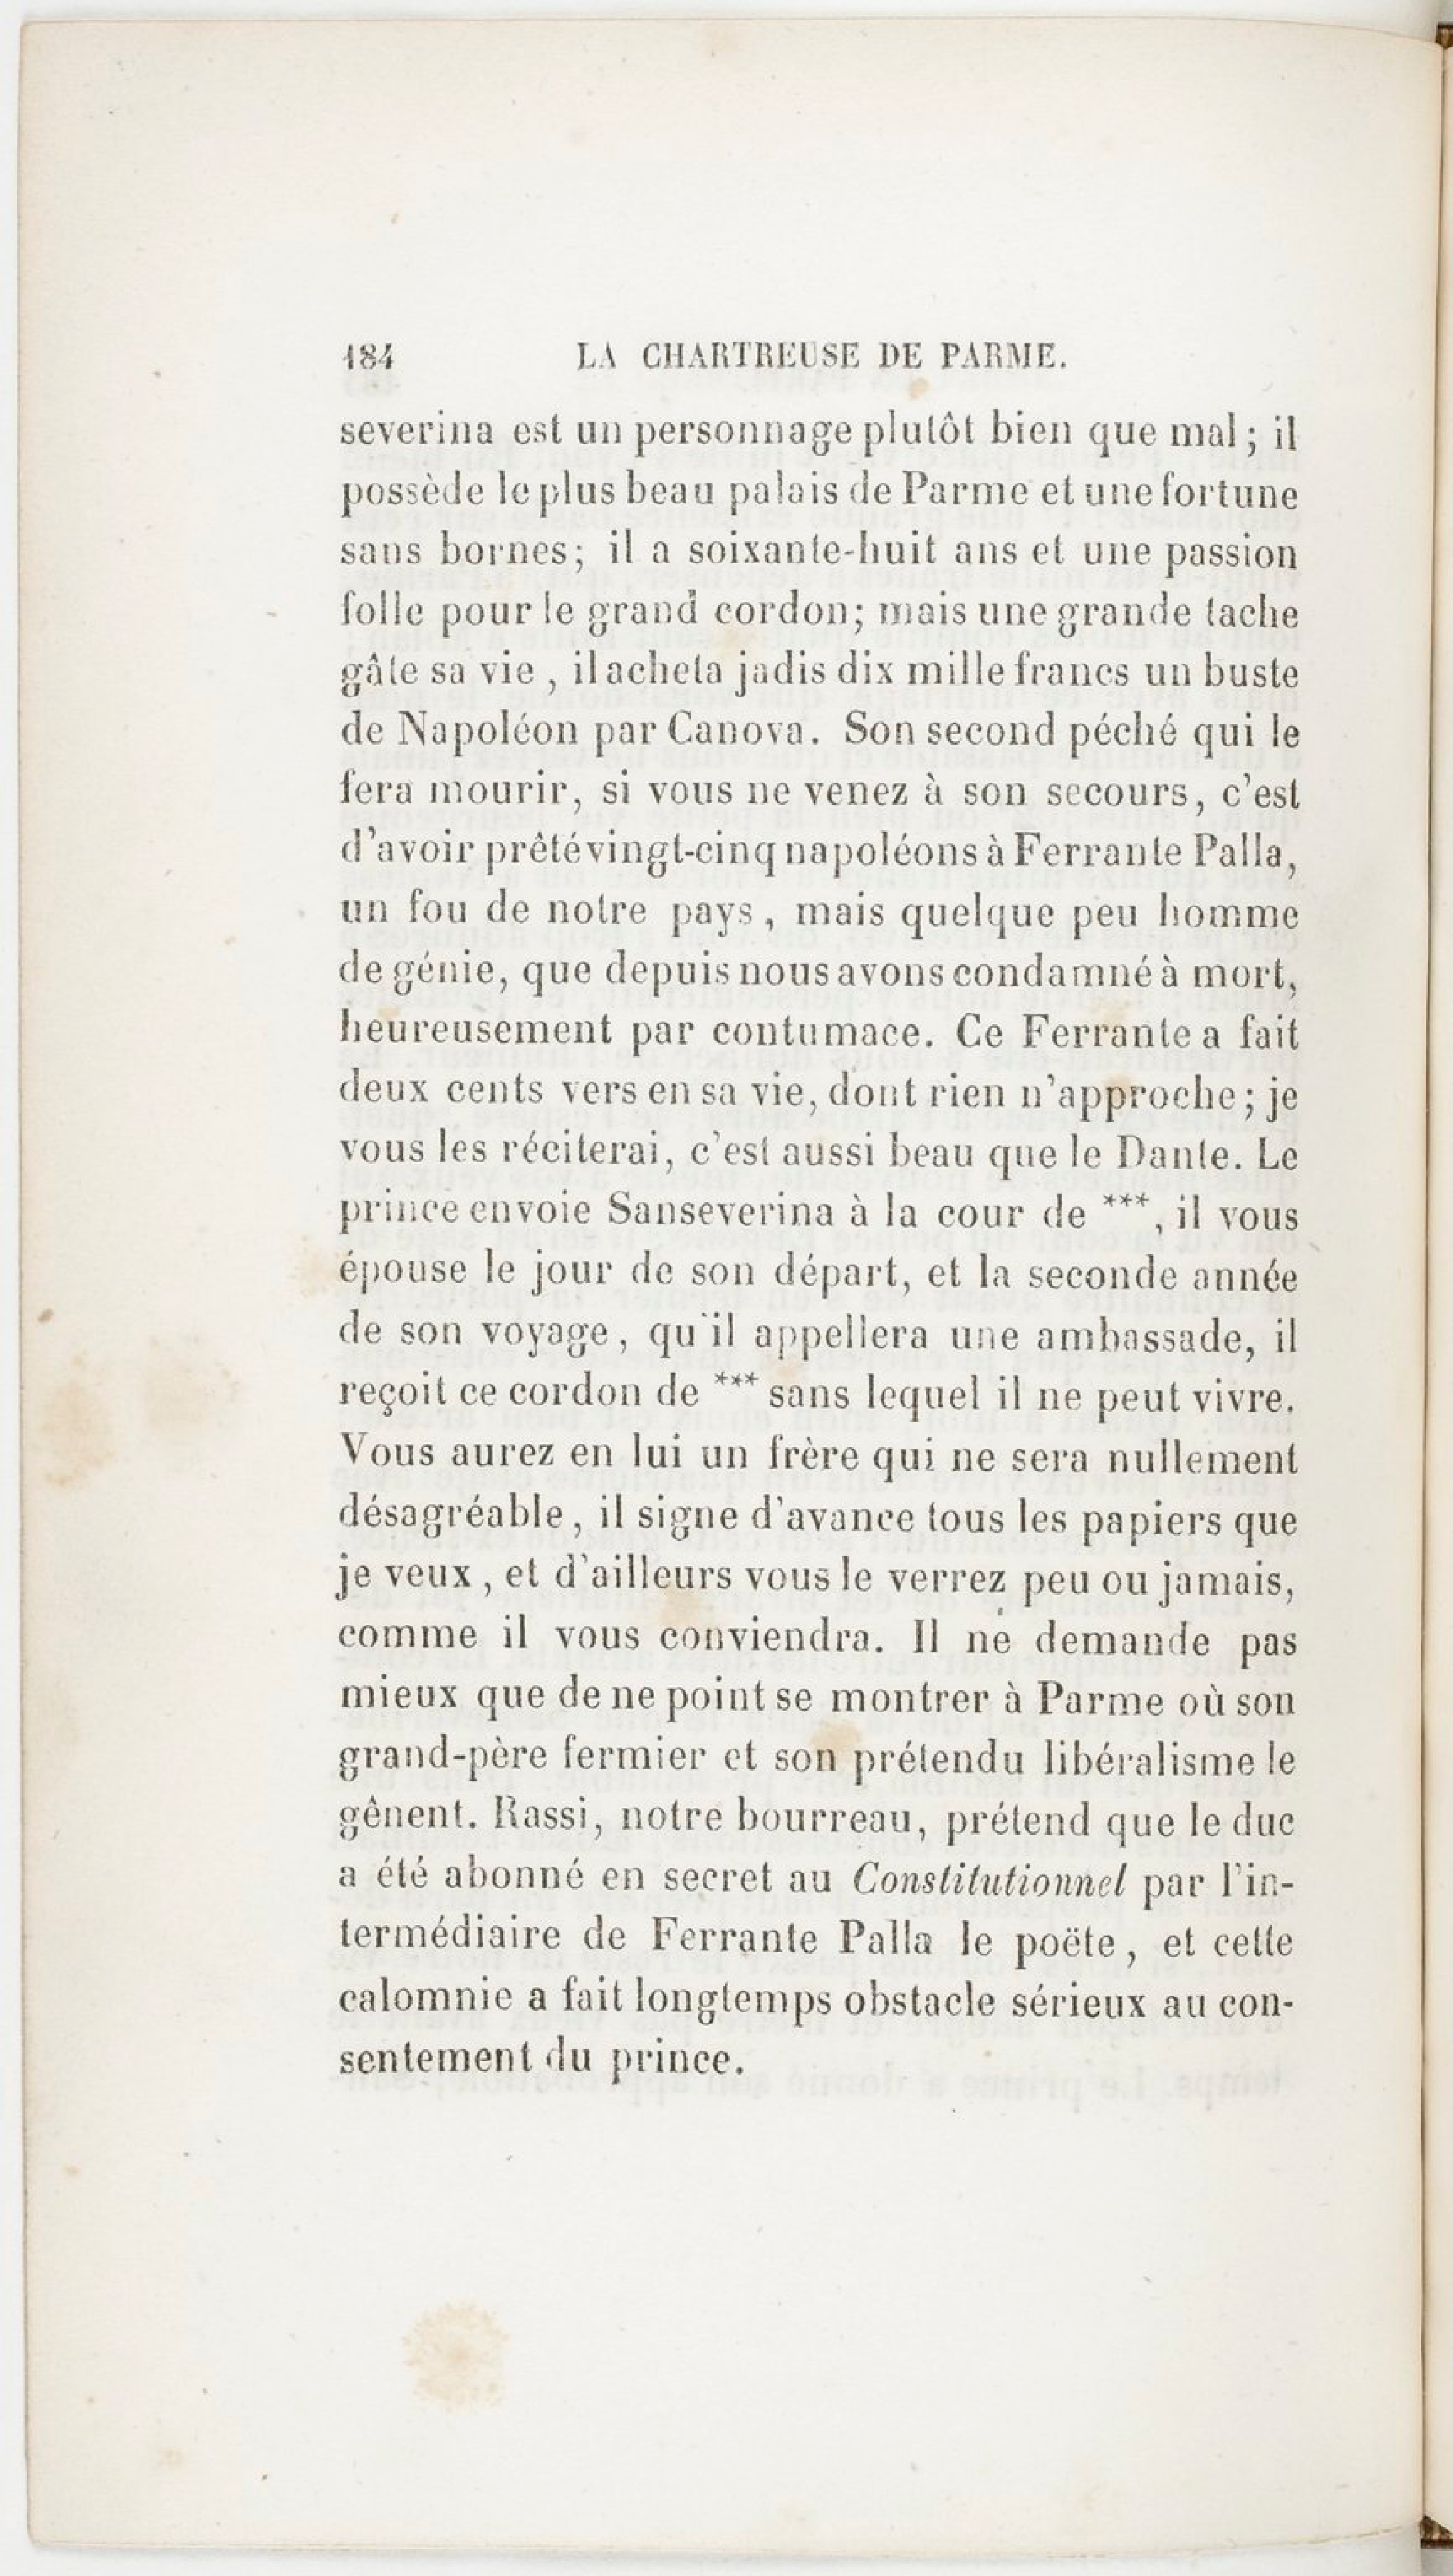 184 LA CHARTREUSE DE PARME.
severina est un personnage plutôt bien que mal ; il
possède le plus beau palais de Parme et une fortune
sans bornes; il a soixante-huit ans et une passion
folle pour le grand cordon; mais une grande tache
gâte sa vie , il acheta jadis dix mille francs un buste
de Napoléon par Canova. Son second péché qui le
fera mourir, si vous ne venez à son secours, c'est
d'avoir prêté vingt-cinq napoléons à Ferrante Palla,
un fou de notre pays, mais quelque peu homme
de génie, que depuis nous avons condamné à mort,
heureusement par contumace. Ce Ferrante a fait
deux cents vers en sa vie, dont rien n'approche; je
vous les réciterai, c'est aussi beau que le Dante. Le
prince envoie Sanseverina à la cour de ***, il vous
épouse le jour de son départ, et la seconde année
de son voyage, qu'il appellera une ambassade, il
reçoit ce cordon de *** sans lequel il ne peut vivre.
Vous aurez en lui un frère qui ne sera nullement
désagréable, il signe d'avance tous les papiers que
je veux, et d'ailleurs vous le verrez peu ou jamais,
comme il vous conviendra. Il ne demande pas
mieux que de ne point se montrer à Parme où son
grand-père fermier et son prétendu libéralisme le
gênent. Rassi, notre bourreau, prétend que le duc
a été abonné en secret au Constitutionnel par l'in-
termédiaire de Ferrante Palla le poëte, et cette
calomnie a fait longtemps obstacle sérieux au con-
sentement du prince.